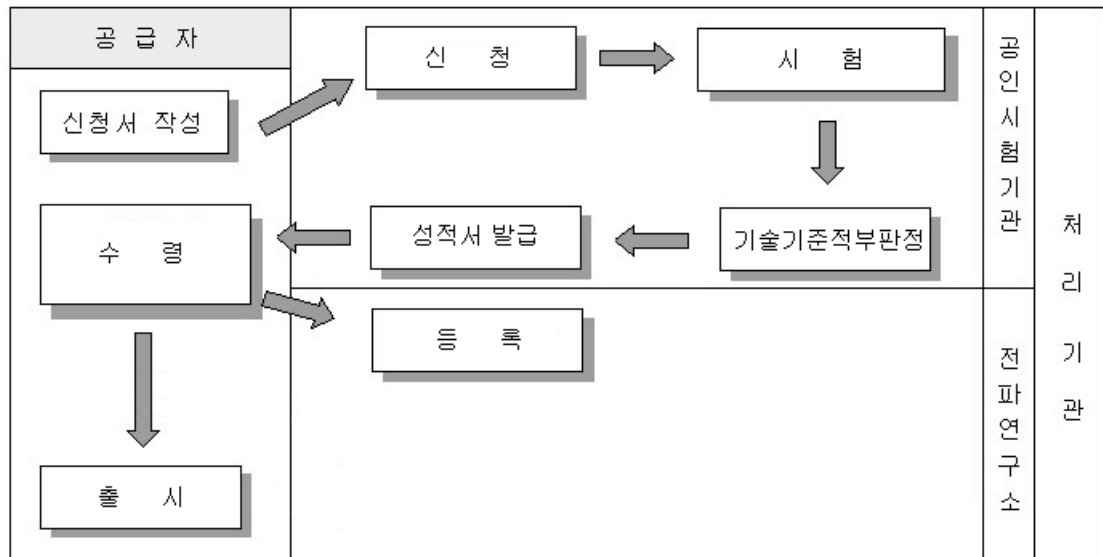 공 급 자
신청서 작성
신 청
시 험
기술기준적부판정
성적서 발급
수 령
등 록
출 시
공인시험기관
전파연구소
처리기관